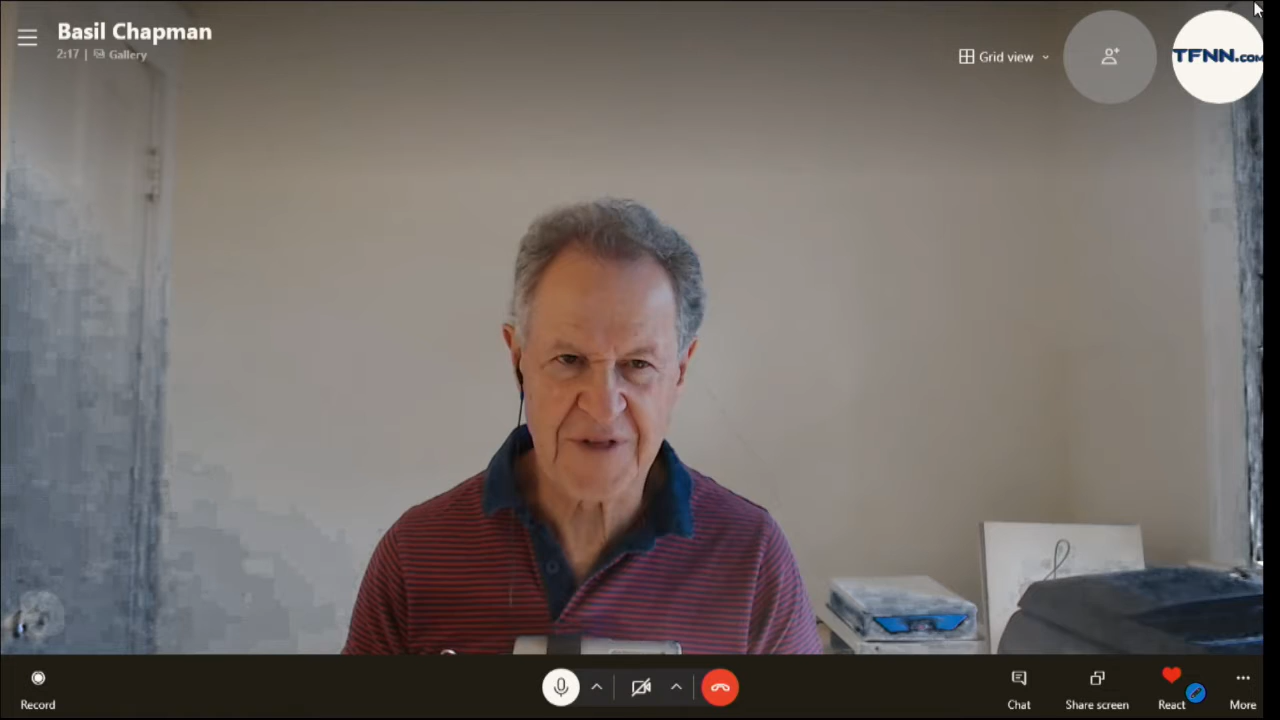 Basil Chapman
2:17 | Gallery
Grid view
TFNN.COM
Record
Chat
Share screen
React
More